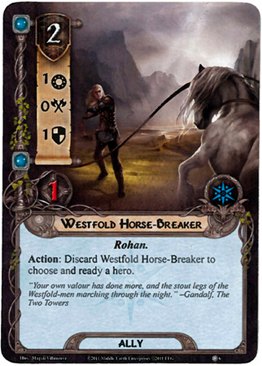 2
1
0
1
1
WESTFOLD HORSE-BREAKER
Rohan.
Action: Discard Westfold Horse-Breaker to
choose and ready a hero.
"Your own valour has done more, and the stout legs of the
Westfold-men marching through the night." –Gandalf, The
Two Towers
ALLY